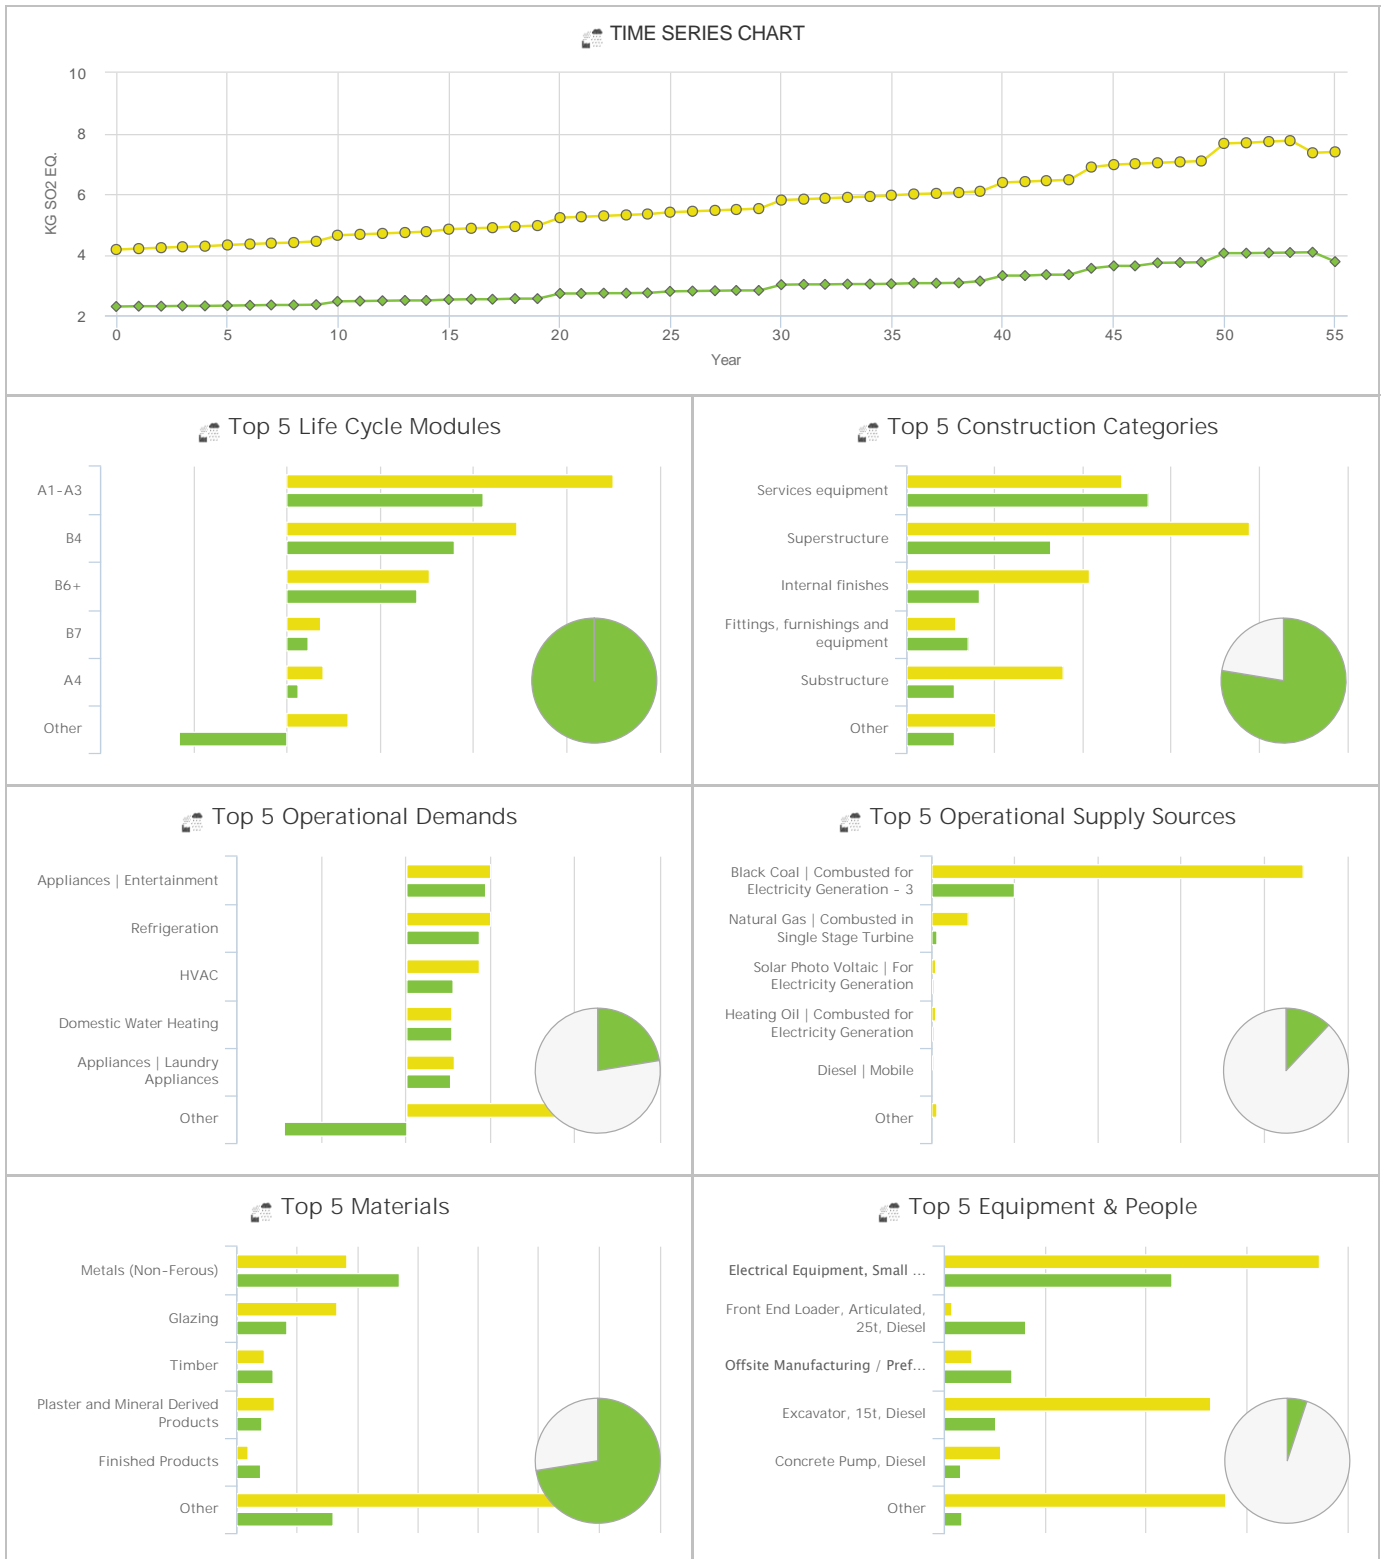 TIME SERIES CHART
10
8
6
4
2
KG SO2 EQ.
0 5 10 15 20 25 30 35 40 45 50 55
Year
Top 5 Life Cycle Modules
A1-A3
B4
B6+
B7
A4
Other
Top 5 Construction Categories
Services equipment
Superstructure
Internal finishes
Fittings, furnishings and
equipment
Substructure
Other
Top 5 Operational Demands
Appliances | Entertainment
Refrigeration
HVAC
Domestic Water Heating
Appliances | Laundry
Appliances
Other
Top 5 Operational Supply Sources
Black Coal | Combusted for
Electricity Generation - 3
Natural Gas | Combusted in
Single Stage Turbine
Solar Photo Voltaic | For
Electricity Generation
Heating Oil | Combusted for
Electricity Generation
Diesel | Mobile
Other
Top 5 Materials
Metals (Non-Ferous)
Glazing
Timber
Plaster and Mineral Derived
Products
Finished Products
Other
Top 5 Equipment & People
Electrical Equipment, Small ...
Front End Loader, Articulated,
25t, Diesel
Offsite Manufacturing / Pref...
Excavator, 15t, Diesel
Concrete Pump, Diesel
Other